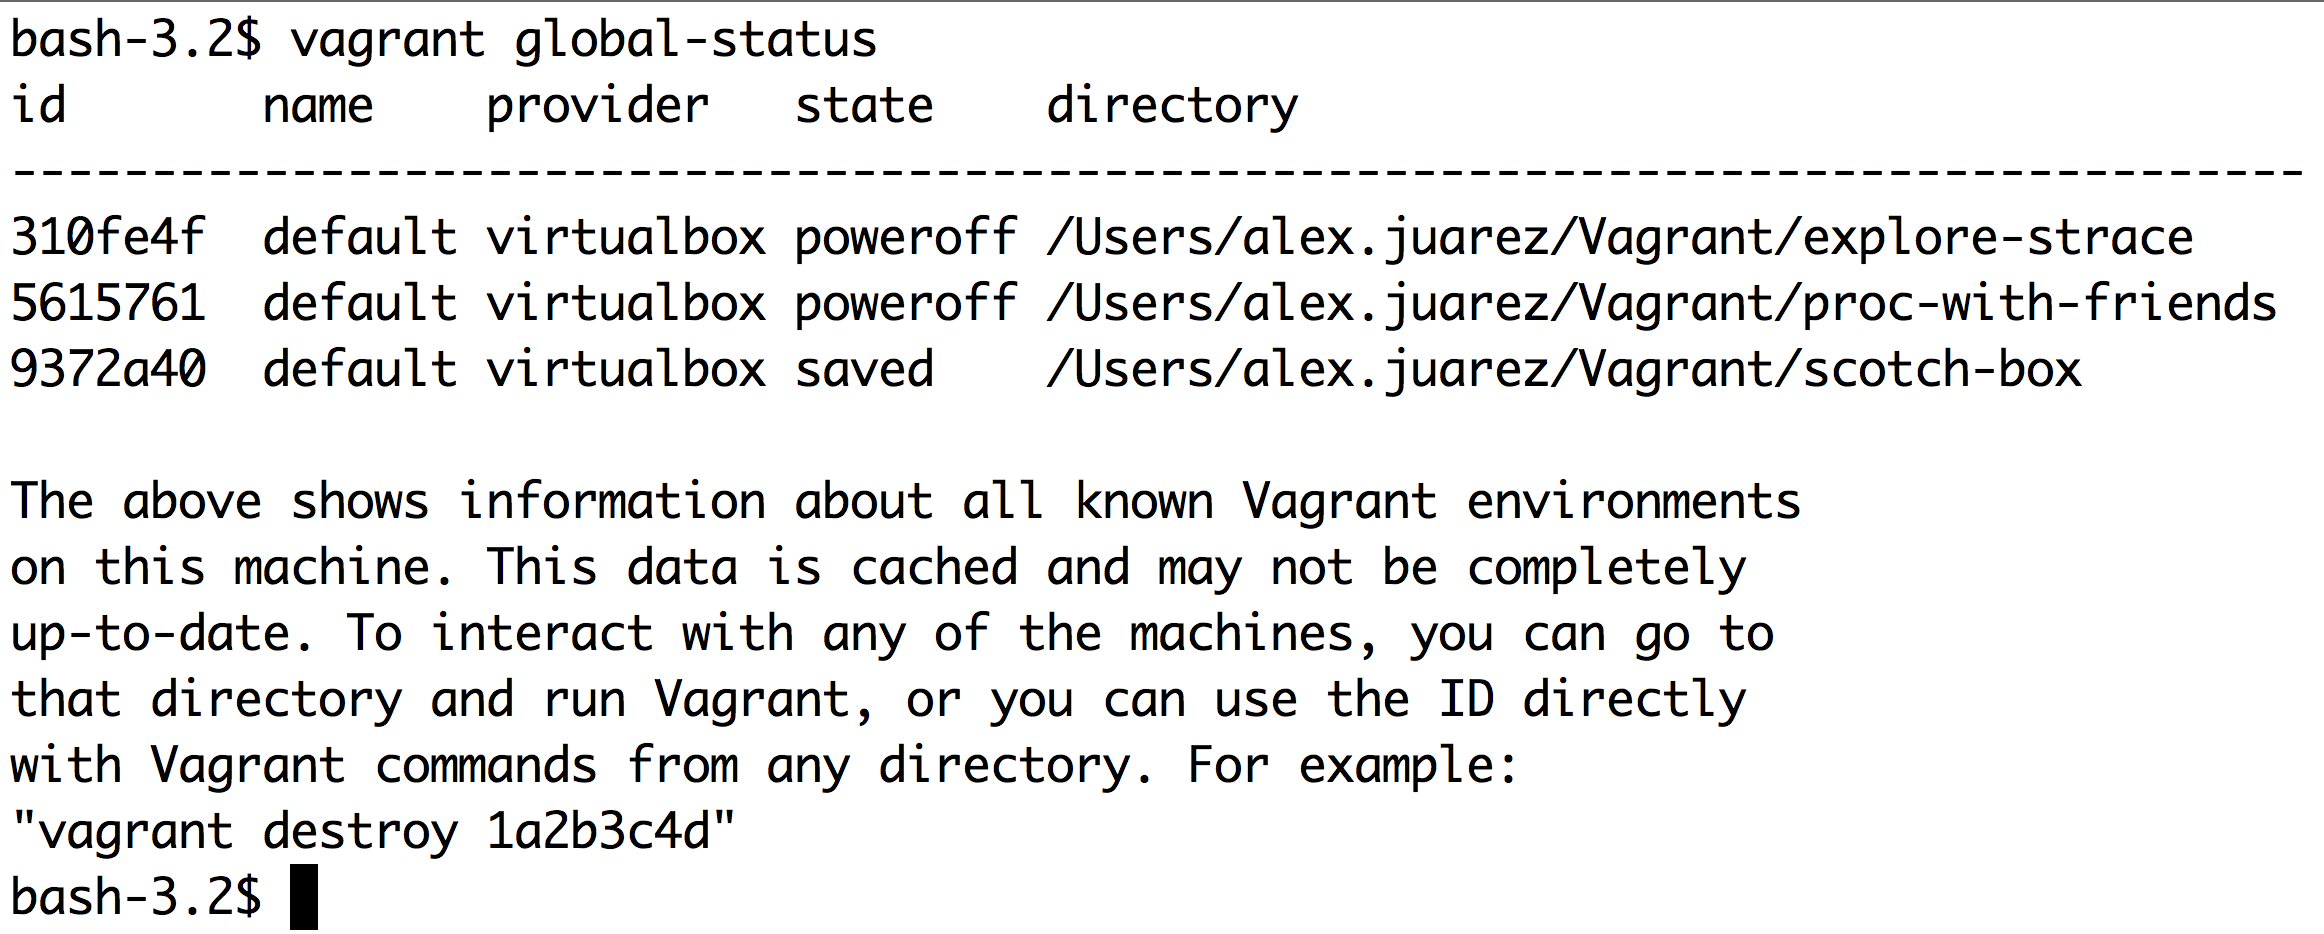 bash-3.2$ vagrant global-status
id       name    provider   state    directory
----------------------------------------------------------------------------------
310fe4f  default virtualbox poweroff /Users/alex.juarez/Vagrant/explore-strace
5615761  default virtualbox poweroff /Users/alex.juarez/Vagrant/proc-with-friends
9372a40  default virtualbox saved    /Users/alex.juarez/Vagrant/scotch-box

The above shows information about all known Vagrant environments
on this machine. This data is cached and may not be completely
up-to-date. To interact with any of the machines, you can go to
that directory and run Vagrant, or you can use the ID directly
with Vagrant commands from any directory. For example:
"vagrant destroy 1a2b3c4d"
bash-3.2$